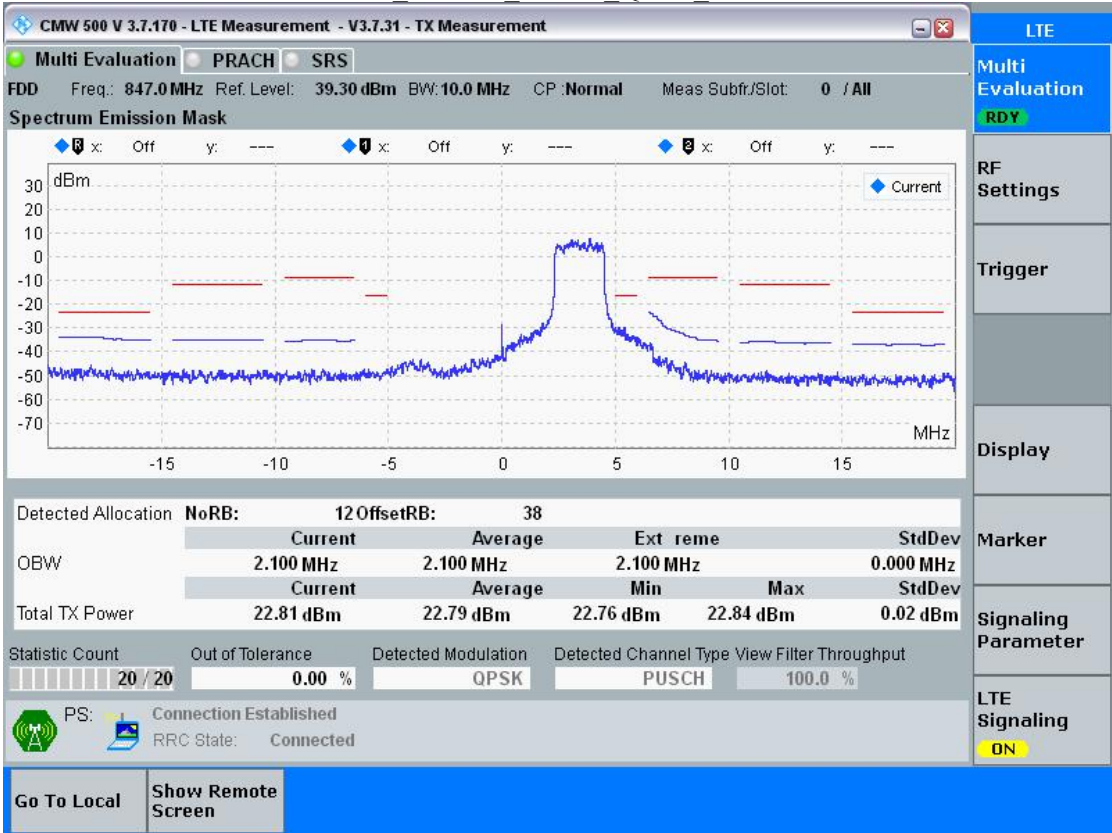 CMW 500 V 3.7.170 - LTE Measurement - V3.7.31 - TX Measurement
LTE
Multi Evaluation PRACH SRS
FDD Freq.: 847.0 MHz Ref. Level: 39.30 dBm BW: 10.0 MHz CP : Normal Meas Subfr./Slot: 0 / All
Spectrum Emission Mask
R x: Off y: --- 1 x: Off y: --- 2 x: Off y: ---
dBm
Current
30
20
10
0
-10
-20
-30
-40
-50
-60
-70
MHz
-15 -10 -5 0 5 10 15
Detected Allocation NoRB: 12 OffsetRB: 38
Current Average Ext reme StdDev
OBW 2.100 MHz 2.100 MHz 2.100 MHz 0.000 MHz
Current Average Min Max StdDev
Total TX Power 22.81 dBm 22.79 dBm 22.76 dBm 22.84 dBm 0.02 dBm
Statistic Count Out of Tolerance Detected Modulation Detected Channel Type View Filter Throughput
20 / 20 0.00 % QPSK PUSCH 100.0 %
PS: Connection Established
RRC State: Connected
Multi
Evaluation
RDY
RF
Settings
Trigger
Display
Marker
Signaling
Parameter
LTE
Signaling
ON
Go To Local
Show Remote
Screen